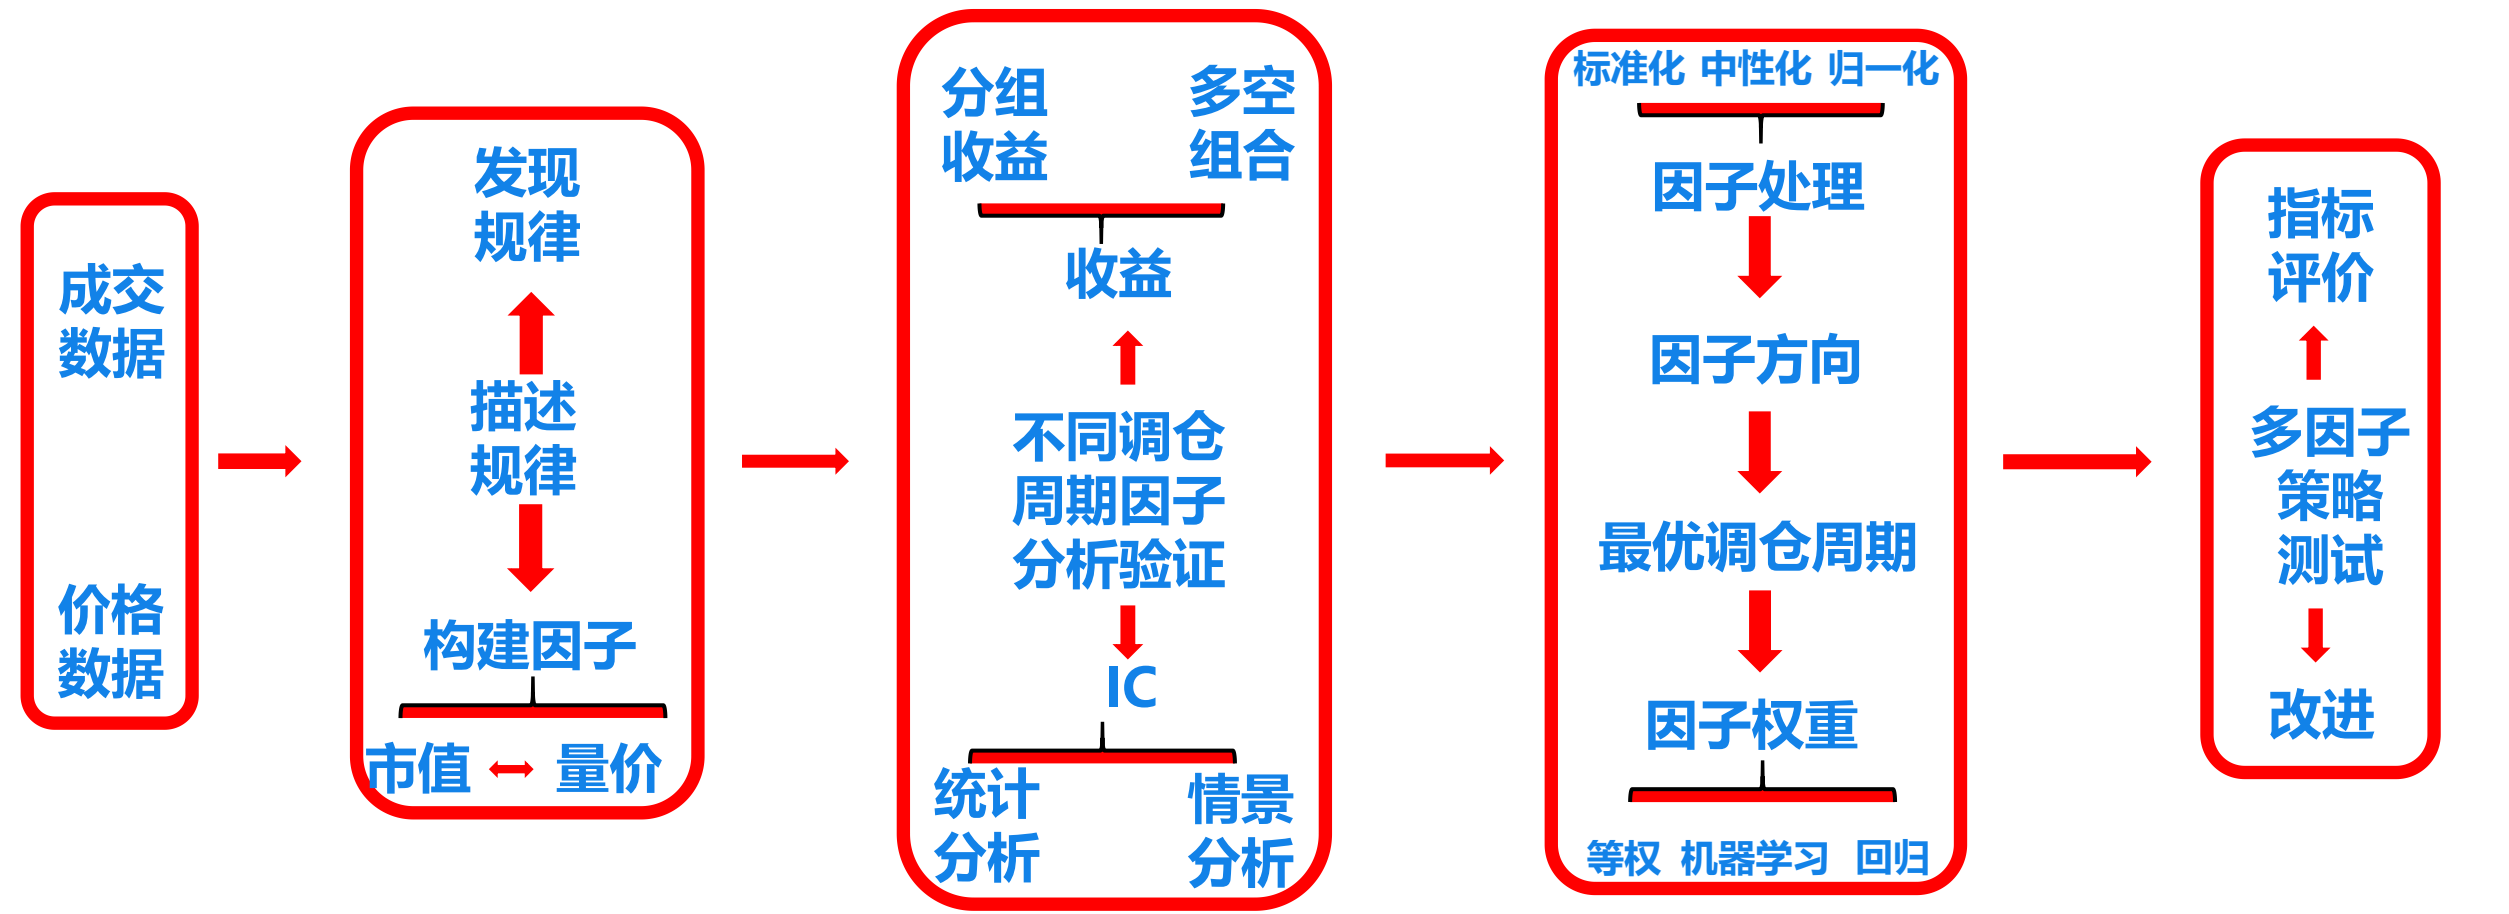 成交
数据
价格
数据
发现
规律
描述
规律
构建因子
市值
量价
分组
收益
多空
组合
收益
不同调仓
周期因子
分析验证
IC
统计
分析
情景
分析
标准化 中性化 归一化
因子处理
因子方向
最优调仓周期
因子权重
等权 机器学习 回归
指标
评价
多因子
策略
测试
改进